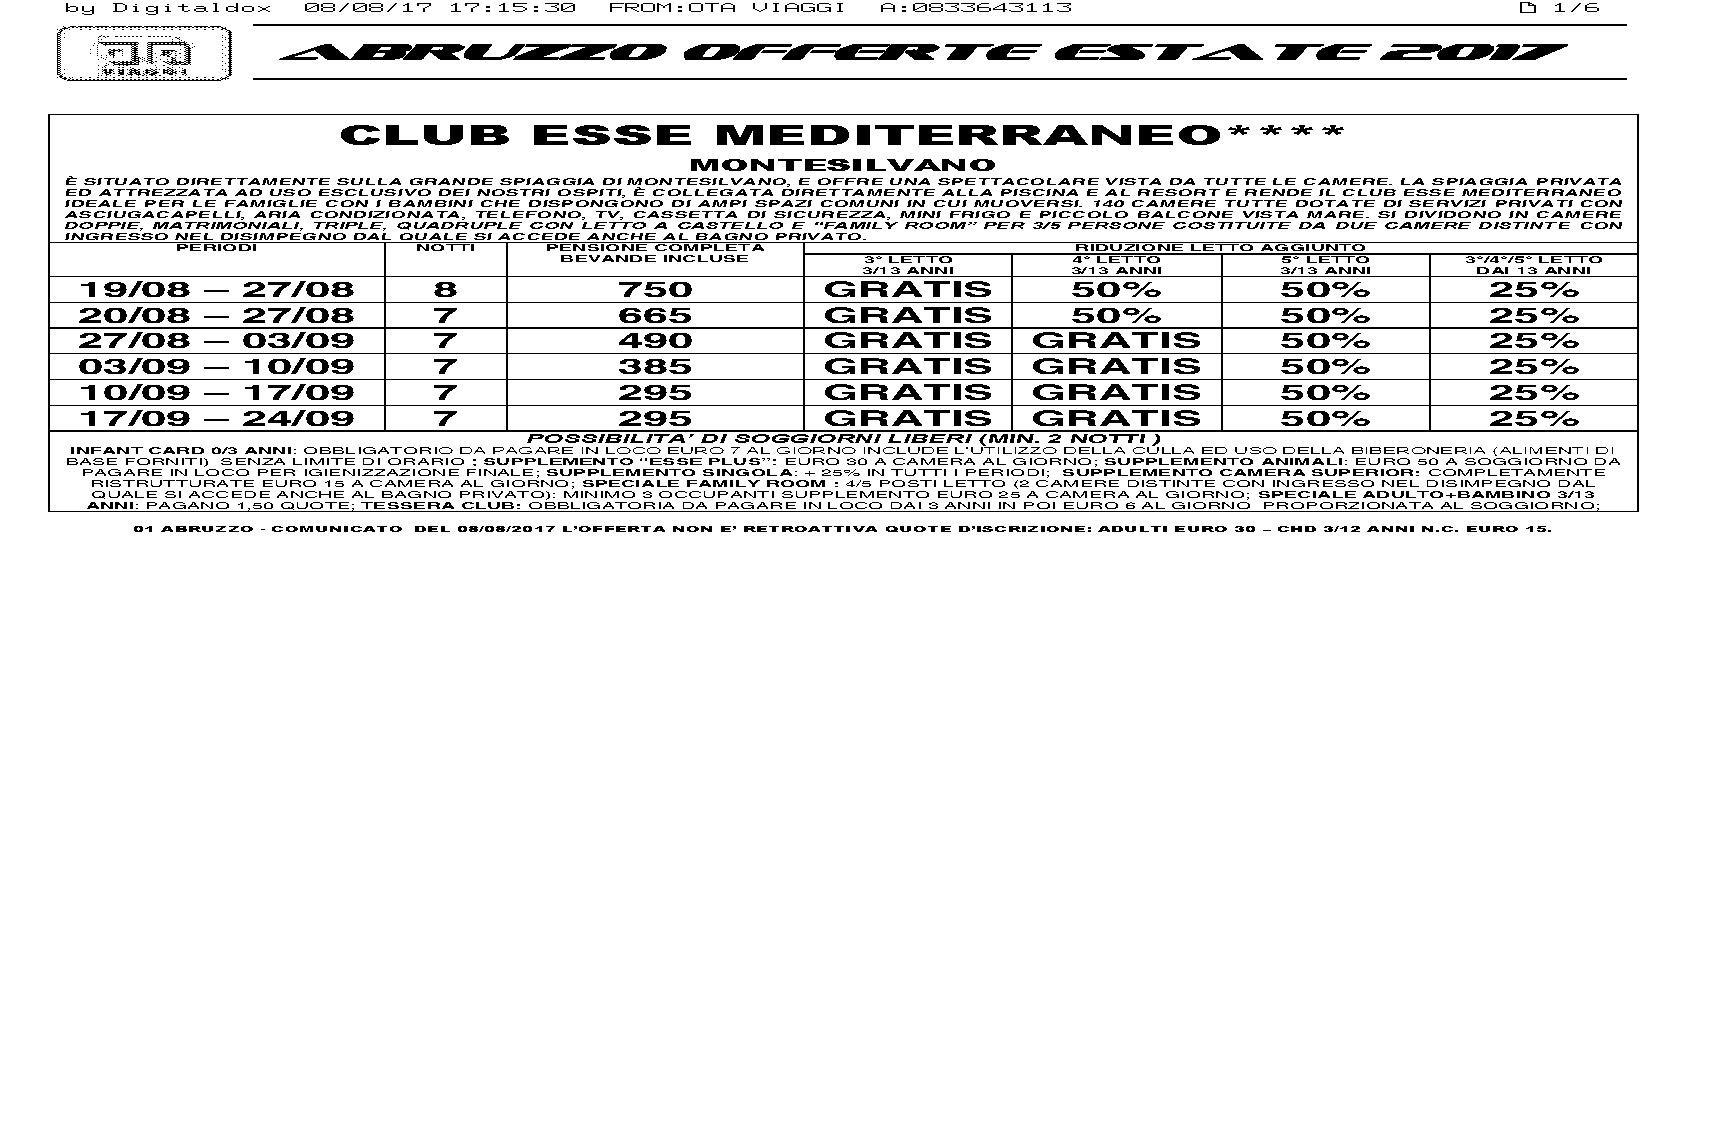 by Digitaldox 08/08/17 17:15:30 FROM:OTA VIAGGI A:0833643113 1/6
VIAGGI
ABRUZZO OFFERTE ESTATE 2017
CLUB ESSE MEDITERRANEO****
MONTESILVANO
È SITUATO DIRETTAMENTE SULLA GRANDE SPIAGGIA DI MONTESILVANO, E OFFRE UNA SPETTACOLARE VISTA DA TUTTE LE CAMERE. LA SPIAGGIA PRIVATA
ED ATTREZZATA AD USO ESCLUSIVO DEI NOSTRI OSPITI, È COLLEGATA DIRETTAMENTE ALLA PISCINA E AL RESORT E RENDE IL CLUB ESSE MEDITERRANEO
IDEALE PER LE FAMIGLIE CON I BAMBINI CHE DISPONGONO DI AMPI SPAZI COMUNI IN CUI MUOVERSI. 140 CAMERE TUTTE DOTATE DI SERVIZI PRIVATI CON
ASCIUGACAPELLI, ARIA CONDIZIONATA, TELEFONO, TV, CASSETTA DI SICUREZZA, MINI FRIGO E PICCOLO BALCONE VISTA MARE. SI DIVIDONO IN CAMERE
DOPPIE, MATRIMONIALI, TRIPLE, QUADRUPLE CON LETTO A CASTELLO E “FAMILY ROOM” PER 3/5 PERSONE COSTITUITE DA DUE CAMERE DISTINTE CON
INGRESSO NEL DISIMPEGNO DAL QUALE SI ACCEDE ANCHE AL BAGNO PRIVATO.
PERIODI NOTTI PENSIONE COMPLETA BEVANDE INCLUSE RIDUZIONE LETTO AGGIUNTO
3° LETTO 3/13 ANNI 4° LETTO 3/13 ANNI 5° LETTO 3/13 ANNI 3°/4°/5° LETTO DAI 13 ANNI
19/08 – 27/08 8 750 GRATIS 50% 50% 25%
20/08 – 27/08 7 665 GRATIS 50% 50% 25%
27/08 – 03/09 7 490 GRATIS GRATIS 50% 25%
03/09 – 10/09 7 385 GRATIS GRATIS 50% 25%
10/09 – 17/09 7 295 GRATIS GRATIS 50% 25%
17/09 – 24/09 7 295 GRATIS GRATIS 50% 25%
POSSIBILITA’ DI SOGGIORNI LIBERI (MIN. 2 NOTTI )
INFANT CARD 0/3 ANNI: OBBLIGATORIO DA PAGARE IN LOCO EURO 7 AL GIORNO INCLUDE L’UTILIZZO DELLA CULLA ED USO DELLA BIBERONERIA (ALIMENTI DI
BASE FORNITI) SENZA LIMITE DI ORARIO : SUPPLEMENTO “ESSE PLUS”: EURO 30 A CAMERA AL GIORNO; SUPPLEMENTO ANIMALI: EURO 50 A SOGGIORNO DA
PAGARE IN LOCO PER IGIENIZZAZIONE FINALE; SUPPLEMENTO SINGOLA: + 25% IN TUTTI I PERIODI; SUPPLEMENTO CAMERA SUPERIOR: COMPLETAMENTE
RISTRUTTURATE EURO 15 A CAMERA AL GIORNO; SPECIALE FAMILY ROOM : 4/5 POSTI LETTO (2 CAMERE DISTINTE CON INGRESSO NEL DISIMPEGNO DAL
QUALE SI ACCEDE ANCHE AL BAGNO PRIVATO): MINIMO 3 OCCUPANTI SUPPLEMENTO EURO 25 A CAMERA AL GIORNO; SPECIALE ADULTO+BAMBINO 3/13
ANNI: PAGANO 1,50 QUOTE; TESSERA CLUB: OBBLIGATORIA DA PAGARE IN LOCO DAI 3 ANNI IN POI EURO 6 AL GIORNO PROPORZIONATA AL SOGGIORNO;
01 ABRUZZO - COMUNICATO DEL 08/08/2017 L’OFFERTA NON E’ RETROATTIVA QUOTE D’ISCRIZIONE: ADULTI EURO 30 – CHD 3/12 ANNI N.C. EURO 15.